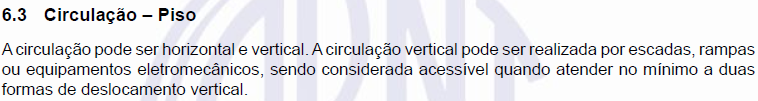 6.3 Circulação – Piso
A circulação pode ser horizontal e vertical. A circulação vertical pode ser realizada por escadas, rampas
ou equipamentos eletromecânicos, sendo considerada acessível quando atender no mínimo a duas
formas de deslocamento vertical.